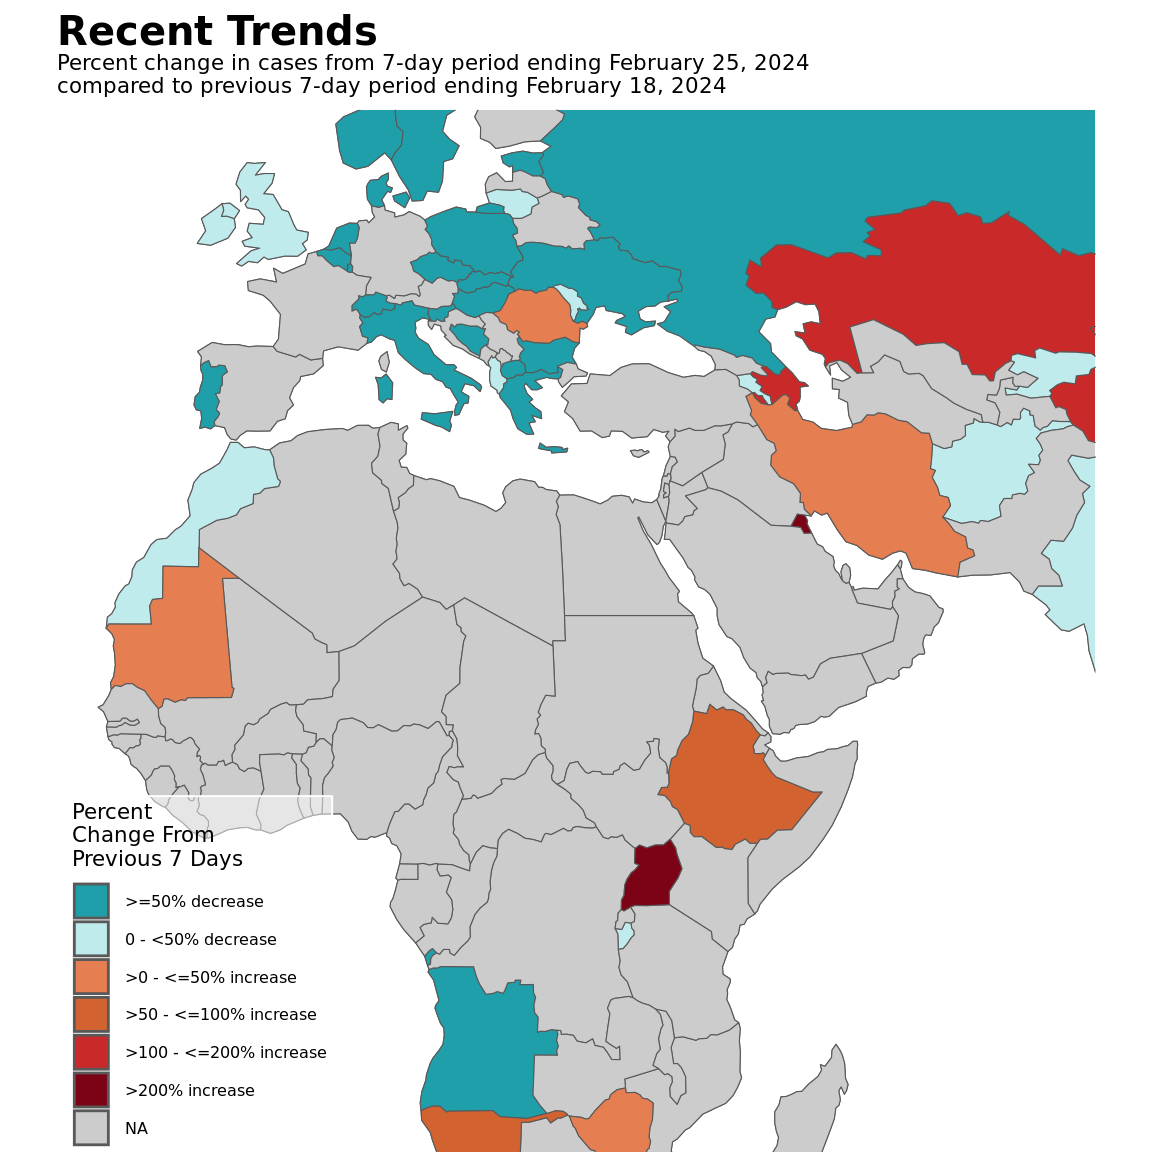 Recent Trends
Percent change in cases from 7-day period ending February 25, 2024
compared to previous 7-day period ending February 18, 2024
Percent
Change From
Previous 7 Days
>=50% decrease
0 - <50% decrease
>0 - <=50% increase
>50 - <=100% increase
>100 - <=200% increase
>200% increase
NA